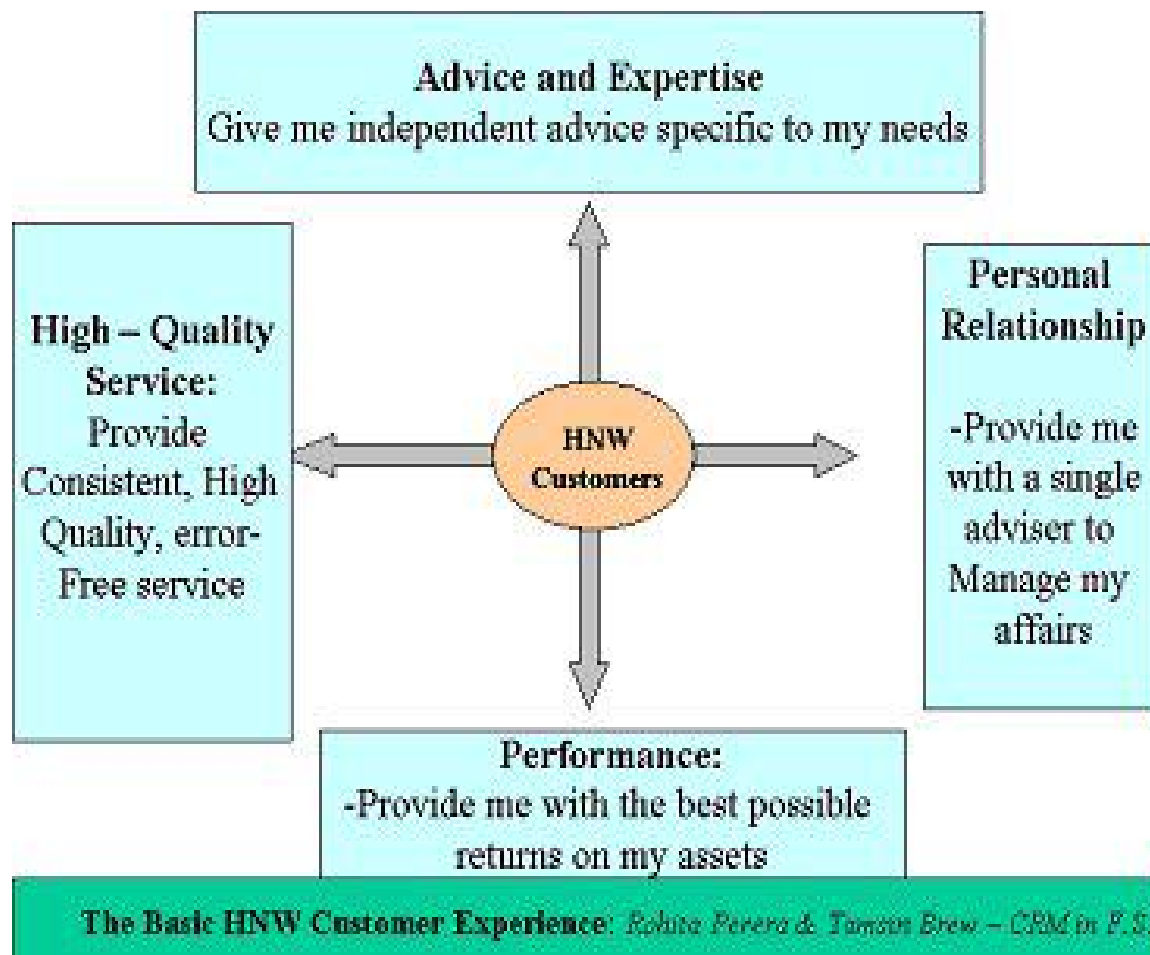 Advice and Expertise
Give me independent advice specific to my needs
High – Quality
Service:
Provide
Consistent, High
Quality, error-
Free service
HNW
Customers
Personal
Relationship
-Provide me
with a single
adviser to
Manage my
affairs
Performance:
-Provide me with the best possible
returns on my assets
The Basic HNW Customer Experience: Rohita Perera & Tamsin Brew – CRM in F.S.